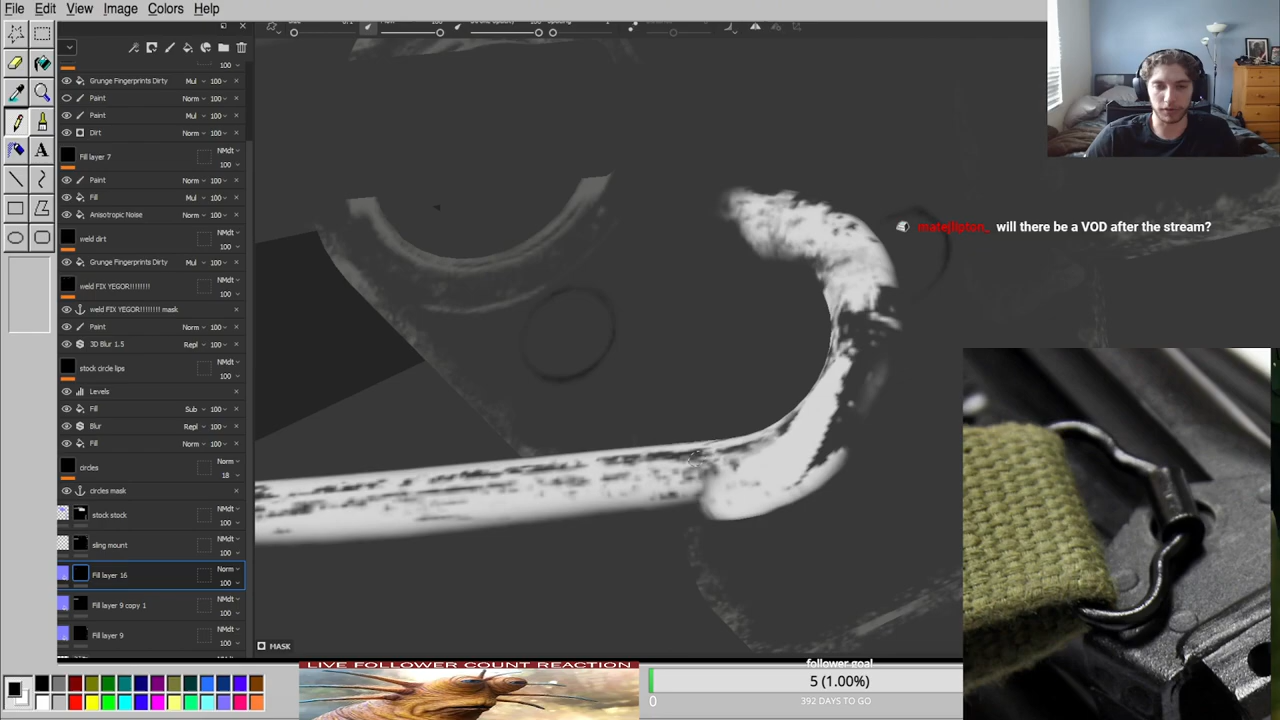 File Edit View Image Colors Help
100
Grunge Fingerprints Dirty Mul 100
Paint Norm 100
Paint Mul 100
Dirt Norm 100
Fill layer 7 NMdt 100
Paint Norm 100
Fill Mul 100
Anisotropic Noise Norm 100
weld dirt NMdt 100
Grunge Fingerprints Dirty Mul 100
weld FIX YEGOR!!!!!!!! NMdt 100
weld FIX YEGOR!!!!!!!! mask
Paint Norm 100
3D Blur 1.5 Repl 100
stock circle lips NMdt 100
Levels
Fill Sub 100
Blur Repl 100
Fill Norm 100
circles Norm 18
circles mask
stock stock NMdt 100
sling mount NMdt 100
Fill layer 16 Norm 100
Fill layer 9 copy 1 NMdt 100
Fill layer 9 NMdt 100
MASK
matejlipton_ will there be a VOD after the stream?
LIVE FOLLOWER COUNT REACTION
follower goal
5 (1.00%)
0
392 DAYS TO GO
A